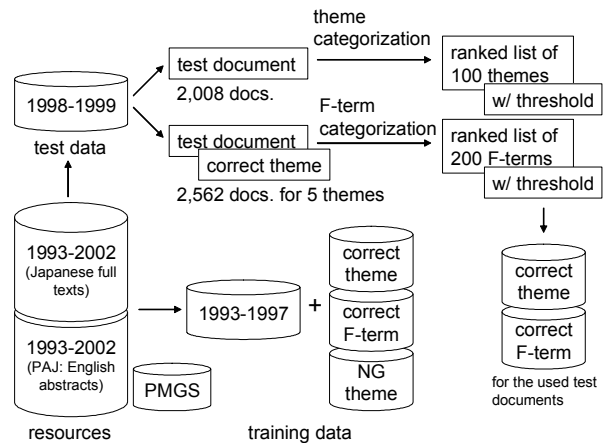 theme
categorization
test document
2,008 docs.
ranked list of
100 themes
w/ threshold
1998-1999
test data
F-term
categorization
test document
correct theme
2,562 docs. for 5 themes
ranked list of
200 F-terms
w/ threshold
1993-2002
(Japanese full
texts)
1993-2002
(PAJ: English
abstracts)
PMGS
resources
1993-1997
+
correct
theme
correct
F-term
NG
theme
training data
correct
theme
correct
F-term
for the used test
documents